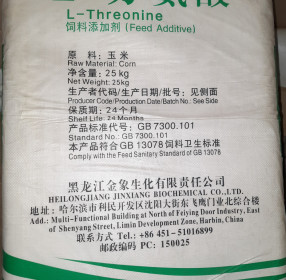 L-Threonine
饲料添加剂 (Feed Additive)
原 料: 玉米
Raw Material: Corn
净含量: 25kg
Net Weight: 25kg
生产者代码/生产日期/批号: 见侧面
Producer Code/Production Date/Batch No.: See Side
保质期: 24个月
Shelf Life: 24 Months
产品标准代号: GB 7300.101
Standard No.: GB 7300.101
本产品符合GB 13078饲料卫生标准
Comply with the Feed Sanitary Standard of GB 13078
黑龙江金象生化有限责任公司
HEILONGJIANG JINXIANG BIOCHEMICAL CO., LTD.
地址: 哈尔滨市利民开发区沈阳大街东飞鹰门业北综合楼
Add.: Multi-Functional Building at North of Feiying Door Industry, East
of Shenyang Street, Limin Development Zone, Harbin, China
联系方式 Tel: +86 451-51016899
邮政编码 PC: 150025